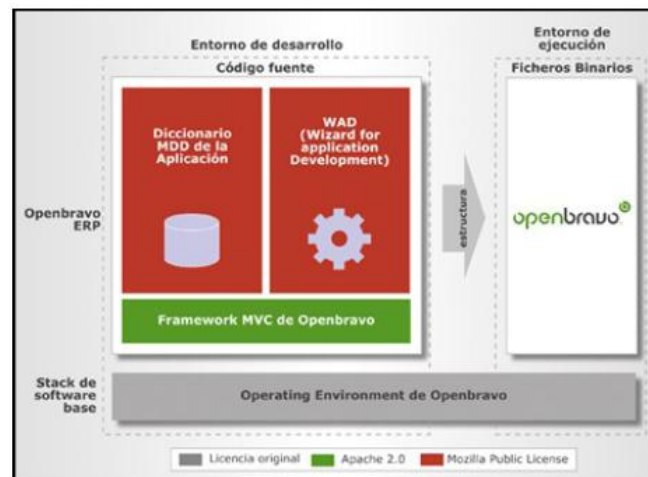 Entorno de desarrollo
Entorno de
ejecución
Código fuente
Ficheros Binarios
Diccionario
MDD de la
Aplicación
WAD
(Wizard for
application
Development)
Openbravo
ERP
estructura
openbravo
Framework MVC de Openbravo
Stack de
software
base
Operating Environment de Openbravo
Licencia original
Apache 2.0
Mozilla Public License